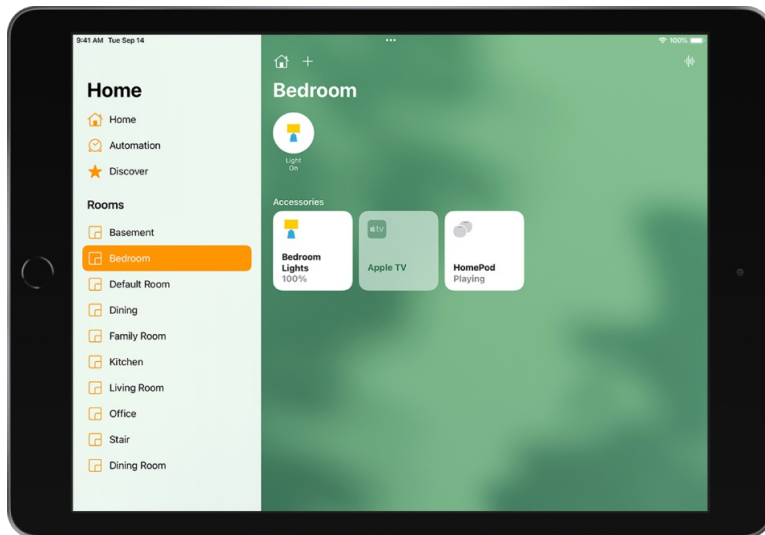 9:41 AM Tue Sep 14
100%
Home
Home
Automation
Discover
Rooms
Basement
Bedroom
Default Room
Dining
Family Room
Kitchen
Living Room
Office
Stair
Dining Room
Bedroom
Light
On
Accessories
Bedroom
Lights
100%
tv
Apple TV
HomePod
Playing